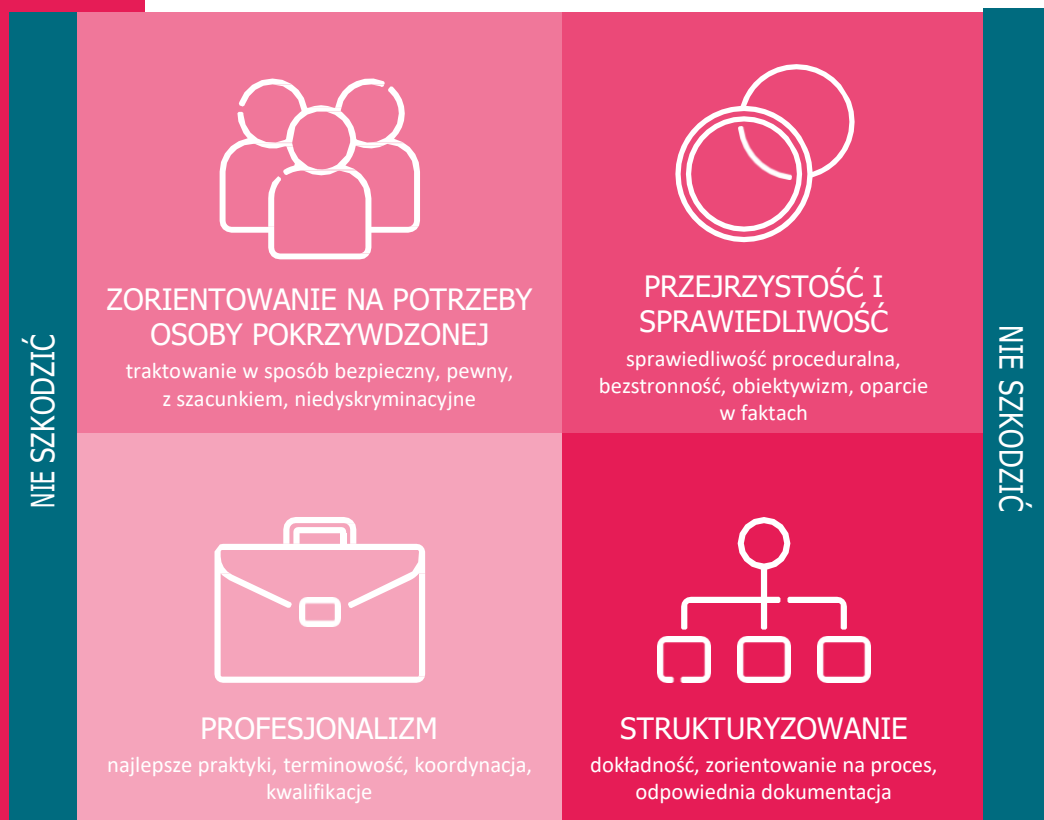 NIE SZKODZIĆ
ZORIENTOWANIE NA POTRZEBY
OSOBY POKRZYWDZONEJ
traktowanie w sposób bezpieczny, pewny,
z szacunkiem, niedyskryminacyjne
PRZEJRZYSTOŚĆ I
SPRAWIEDLIWOŚĆ
sprawiedliwość proceduralna,
bezstronność, obiektywizm, oparcie
w faktach
PROFESJONALIZM
najlepsze praktyki, terminowość, koordynacja,
kwalifikacje
STRUKTURYZOWANIE
dokładność, zorientowanie na proces,
odpowiednia dokumentacja
NIE SZKODZIĆ